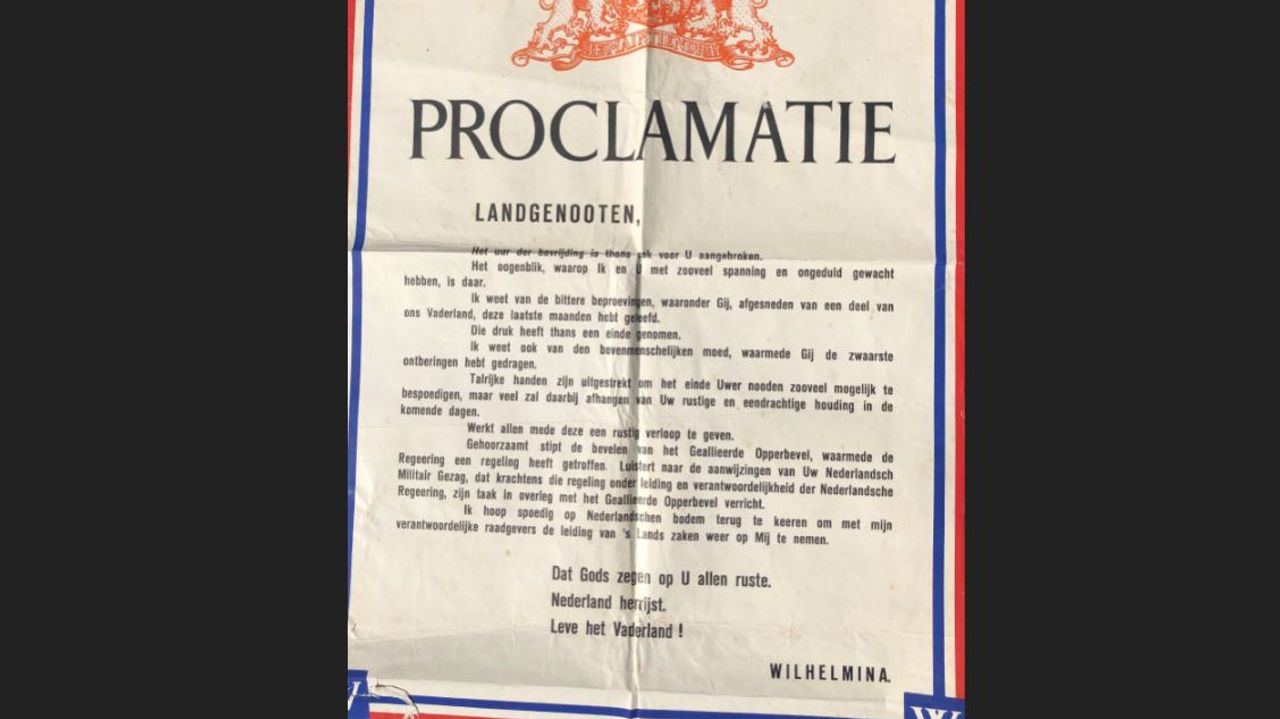 JE MAINTIENDRAI
PROCLAMATIE
LANDGENOOTEN,
Het uur der bevrijding is thans ook voor U aangebroken.
Het oogenblik, waarop Ik en U met zooveel spanning en ongeduld gewacht
hebben, is daar.
Ik weet van de bittere beproevingen, waaronder Gij, afgesneden van een deel van
ons Vaderland, deze laatste maanden hebt geleefd.
Die druk heeft thans een einde genomen.
Ik weet ook van den bovenmenschelijken moed, waarmede Gij de zwaarste
ontberingen hebt gedragen.
Talrijke handen zijn uitgestrekt om het einde Uwer nooden zooveel mogelijk te
bespoedigen, maar veel zal daarbij afhangen van Uw rustige en eendrachtige houding in de
komende dagen.
Werkt allen mede deze een rustig verloop te geven.
Gehoorzaamt stipt de bevelen van het Geallieerde Opperbevel, waarmede de
Regeering een regeling heeft getroffen. Luistert naar de aanwijzingen van Uw Nederlandsch
Militair Gezag, dat krachtens die regeling onder leiding en verantwoordelijkheid der Nederlandsche
Regeering, zijn taak in overleg met het Geallieerde Opperbevel verricht.
Ik hoop spoedig op Nederlandschen bodem terug te keeren om met mijn
verantwoordelijke raadgevers de leiding van 's Lands zaken weer op Mij te nemen.
Dat Gods zegen op U allen ruste.
Nederland herrijst.
Leve het Vaderland !
WILHELMINA.
W W